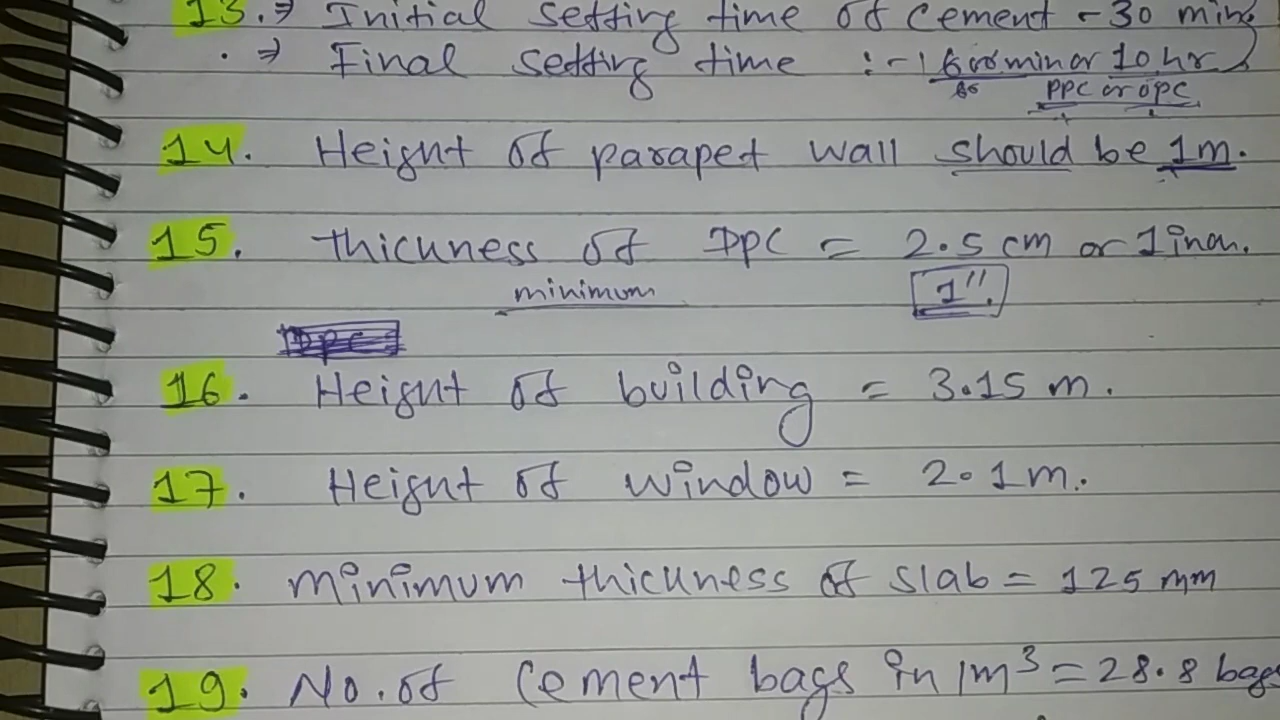 13.⇒ Initial setting time of cement - 30 mins
. ⇒ Final setting time :- 600 min or 10 hr
PPC or OPC
14. Height of parapet wall should be 1m.
15. Thickness of DPC = 2.5 cm or 1 inch.
minimum 1".
16. Height of building = 3.15 m.
17. Height of window = 2.1m.
18. Minimum thickness of slab = 125 mm
19. No. of Cement bags in 1m³ = 28.8 bags